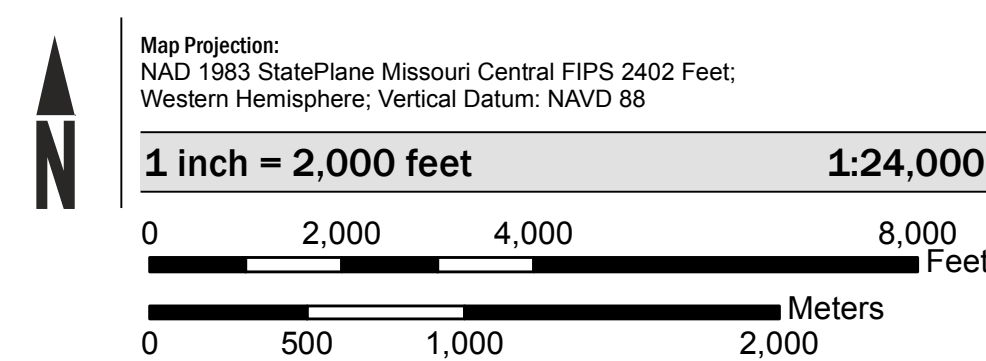 N
Map Projection:
NAD 1983 StatePlane Missouri Central FIPS 2402 Feet;
Western Hemisphere; Vertical Datum: NAVD 88
1 inch = 2,000 feet 1:24,000
0 2,000 4,000 8,000
Feet
Meters
0 500 1,000 2,000